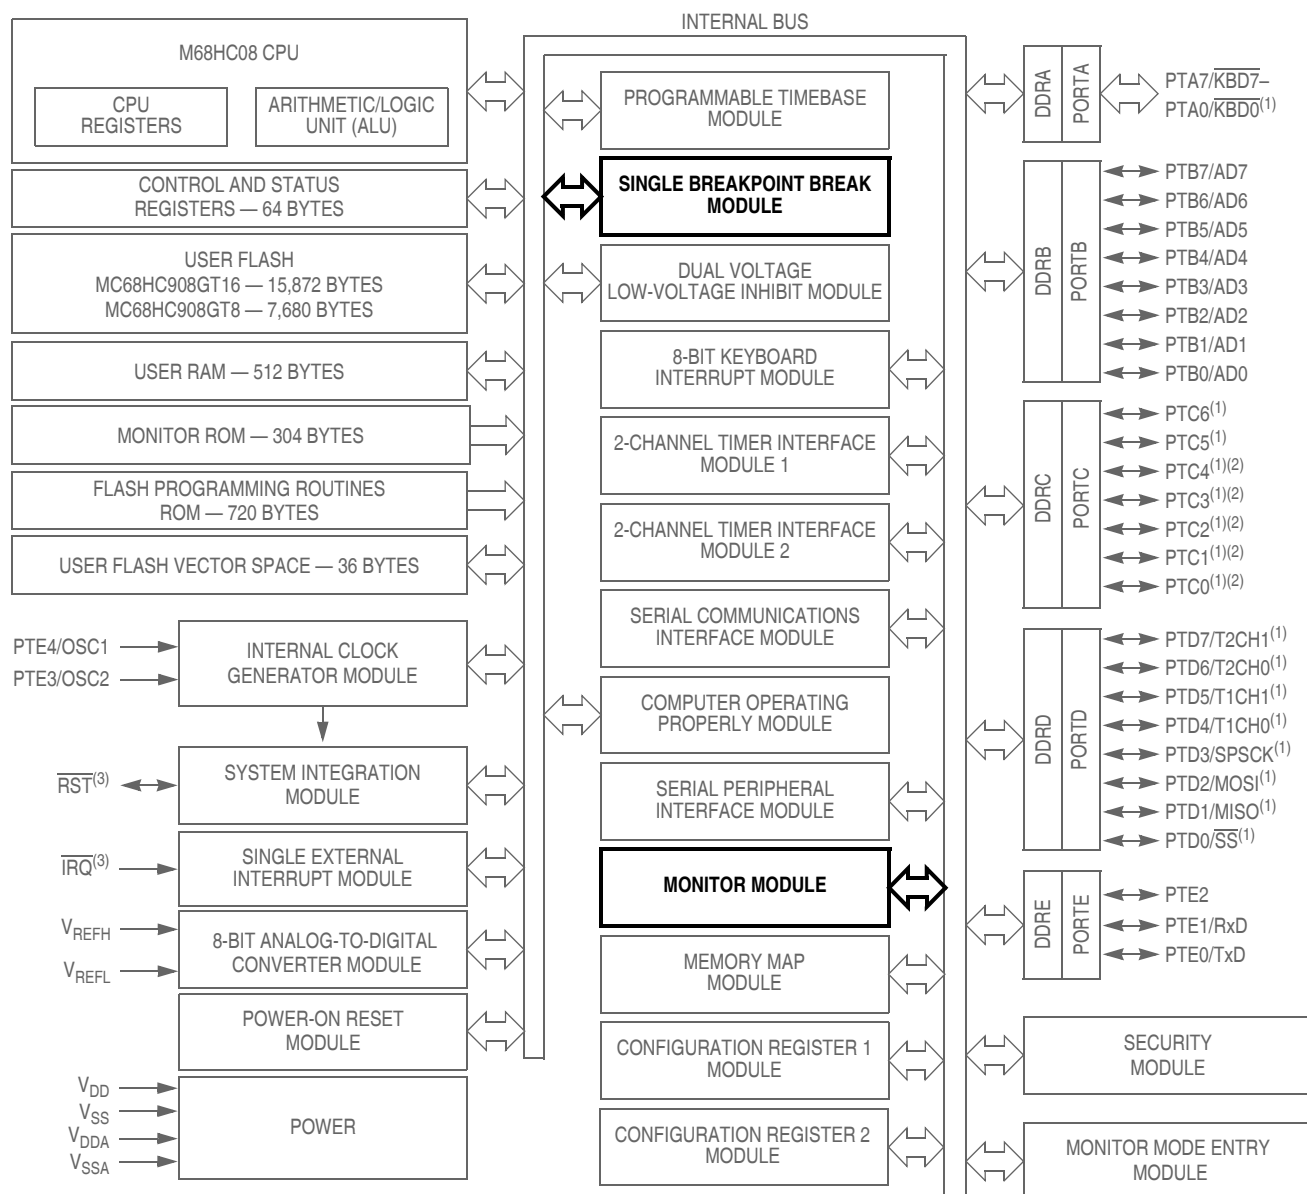 INTERNAL BUS
M68HC08 CPU
CPU
REGISTERS
ARITHMETIC/LOGIC
UNIT (ALU)
CONTROL AND STATUS
REGISTERS — 64 BYTES
USER FLASH
MC68HC908GT16 — 15,872 BYTES
MC68HC908GT8 — 7,680 BYTES
USER RAM — 512 BYTES
MONITOR ROM — 304 BYTES
FLASH PROGRAMMING ROUTINES
ROM — 720 BYTES
USER FLASH VECTOR SPACE — 36 BYTES
PTE4/OSC1
PTE3/OSC2
INTERNAL CLOCK
GENERATOR MODULE
RST(3)
SYSTEM INTEGRATION
MODULE
IRQ(3)
SINGLE EXTERNAL
INTERRUPT MODULE
VREFH
VREFL
8-BIT ANALOG-TO-DIGITAL
CONVERTER MODULE
POWER-ON RESET
MODULE
VDD
VSS
VDDA
VSSA
POWER
PROGRAMMABLE TIMEBASE
MODULE
SINGLE BREAKPOINT BREAK
MODULE
DUAL VOLTAGE
LOW-VOLTAGE INHIBIT MODULE
8-BIT KEYBOARD
INTERRUPT MODULE
2-CHANNEL TIMER INTERFACE
MODULE 1
2-CHANNEL TIMER INTERFACE
MODULE 2
SERIAL COMMUNICATIONS
INTERFACE MODULE
COMPUTER OPERATING
PROPERLY MODULE
SERIAL PERIPHERAL
INTERFACE MODULE
MONITOR MODULE
MEMORY MAP
MODULE
CONFIGURATION REGISTER 1
MODULE
CONFIGURATION REGISTER 2
MODULE
DDRA
PORTA
PTA7/KBD7–
PTA0/KBD0(1)
DDRB
PORTB
PTB7/AD7
PTB6/AD6
PTB5/AD5
PTB4/AD4
PTB3/AD3
PTB2/AD2
PTB1/AD1
PTB0/AD0
DDRC
PORTC
PTC6(1)
PTC5(1)
PTC4(1)(2)
PTC3(1)(2)
PTC2(1)(2)
PTC1(1)(2)
PTC0(1)(2)
DDRD
PORTD
PTD7/T2CH1(1)
PTD6/T2CH0(1)
PTD5/T1CH1(1)
PTD4/T1CH0(1)
PTD3/SPSCK(1)
PTD2/MOSI(1)
PTD1/MISO(1)
PTD0/SS(1)
DDRE
PORTE
PTE2
PTE1/RxD
PTE0/TxD
SECURITY
MODULE
MONITOR MODE ENTRY
MODULE